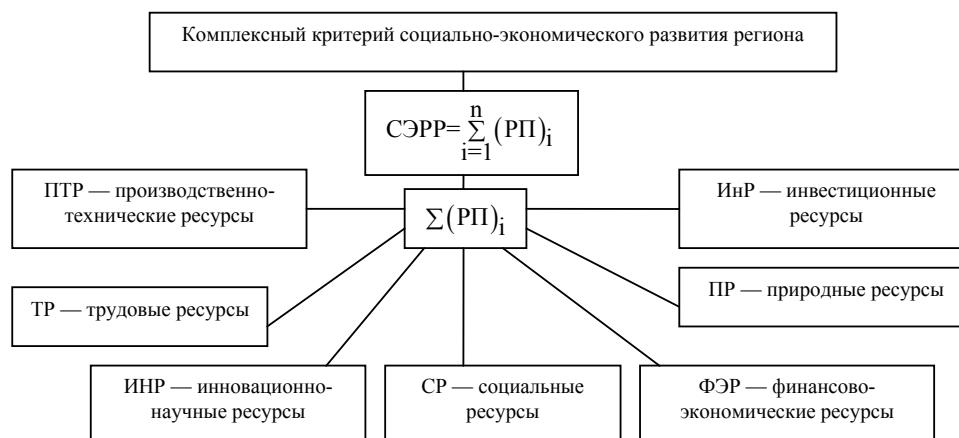 Комплексный критерий социально-экономического развития региона
СЭРР=∑(РП)i
n
i=1
ПТР — производственно-
технические ресурсы
∑(РП)i
ИнР — инвестиционные
ресурсы
ТР — трудовые ресурсы
ПР — природные ресурсы
ИНР — инновационно-
научные ресурсы
СР — социальные
ресурсы
ФЭР — финансово-
экономические ресурсы